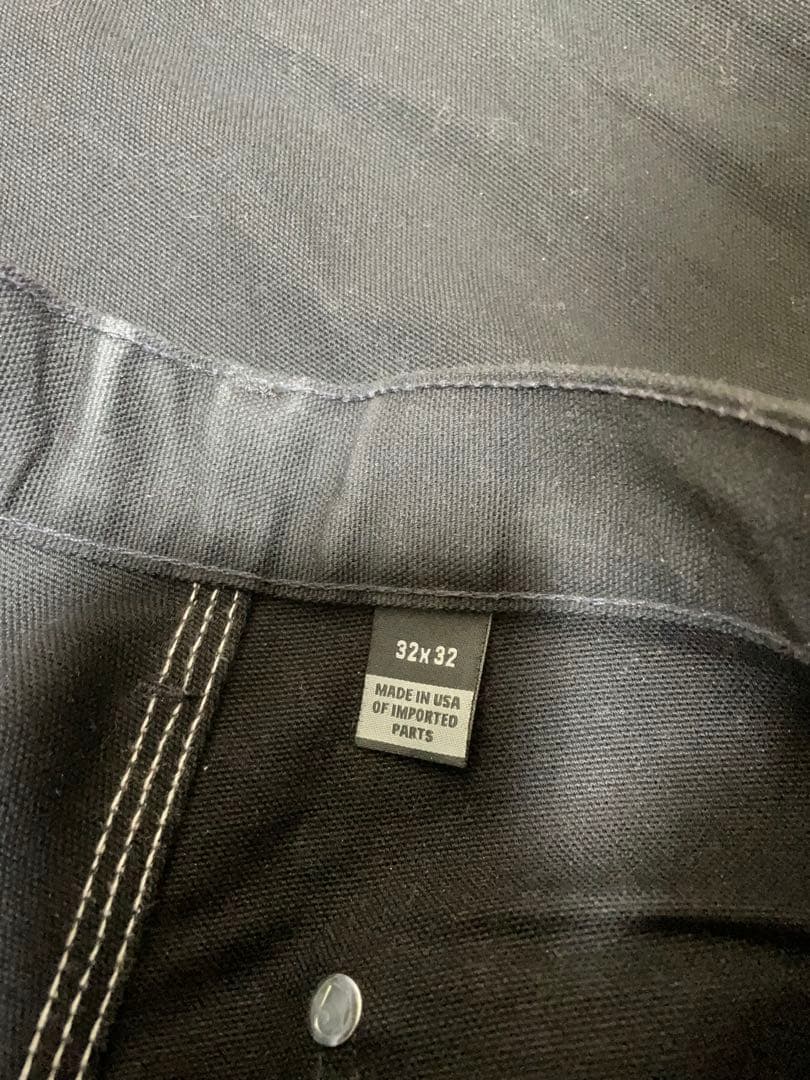 32x32
MADE IN USA
OF IMPORTED
PARTS